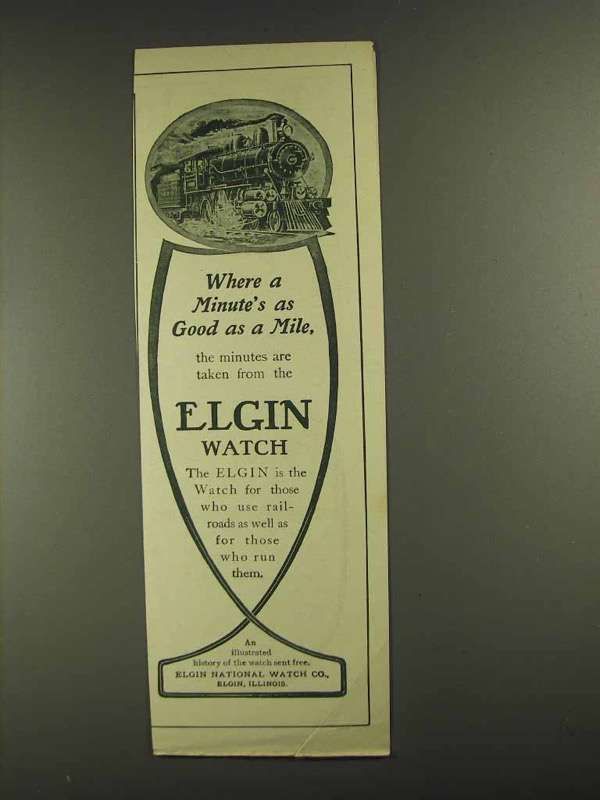 Where a
Minute's as
Good as a Mile,
the minutes are
taken from the
ELGIN
WATCH
The ELGIN is the
Watch for those
who use rail-
roads as well as
for those
who run
them.
An
illustrated
history of the watch sent free.
ELGIN NATIONAL WATCH CO.,
ELGIN, ILLINOIS.